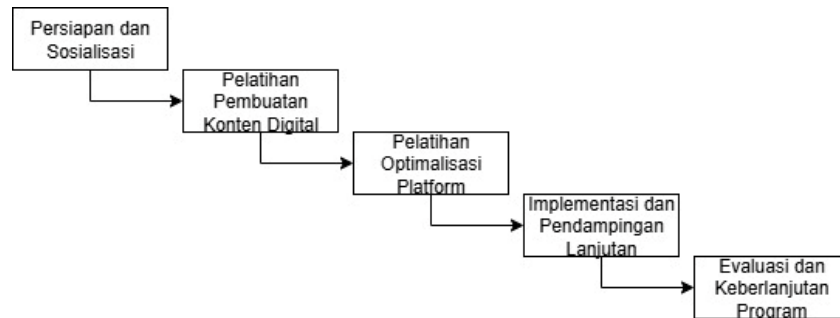 Persiapan dan
Sosialisasi
Pelatihan
Pembuatan
Konten Digital
Pelatihan
Optimalisasi
Platform
Implementasi dan
Pendampingan
Lanjutan
Evaluasi dan
Keberlanjutan
Program